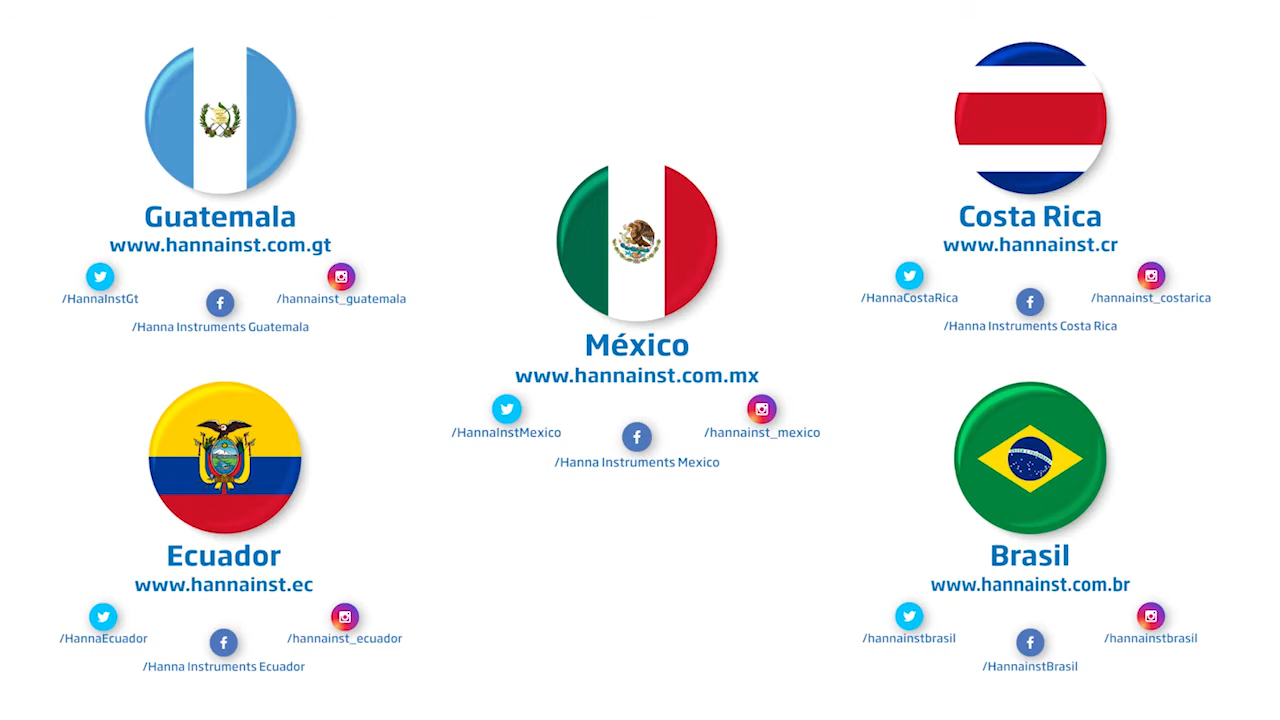 Guatemala
www.hannainst.com.gt
/HannaInstGt
/hannainst_guatemala
/Hanna Instruments Guatemala
México
www.hannainst.com.mx
/HannaInstMexico
/hannainst_mexico
/Hanna Instruments Mexico
Costa Rica
www.hannainst.cr
/HannaCostaRica
/hannainst_costarica
/Hanna Instruments Costa Rica
Ecuador
www.hannainst.ec
/HannaEcuador
/hannainst_ecuador
/Hanna Instruments Ecuador
Brasil
www.hannainst.com.br
/hannainstbrasil
/hannainstbrasil
/HannainstBrasil